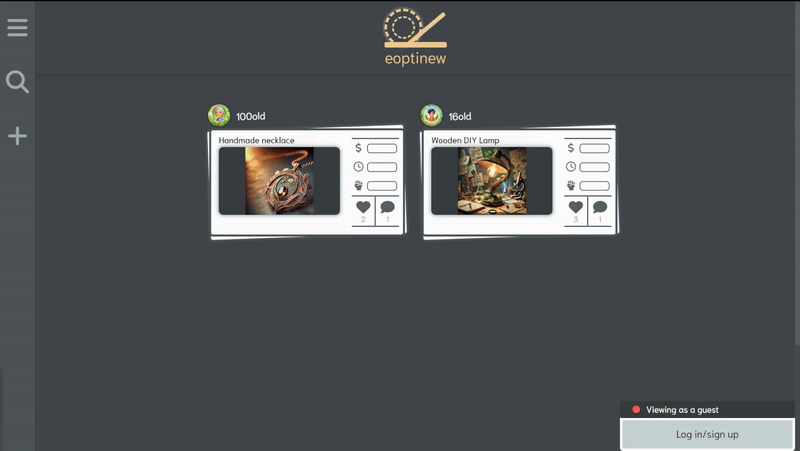 eoptinew
100old
16old
Handmade necklace
Wooden DIY Lamp
$
$
2
1
3
1
Viewing as a guest
Log in/sign up